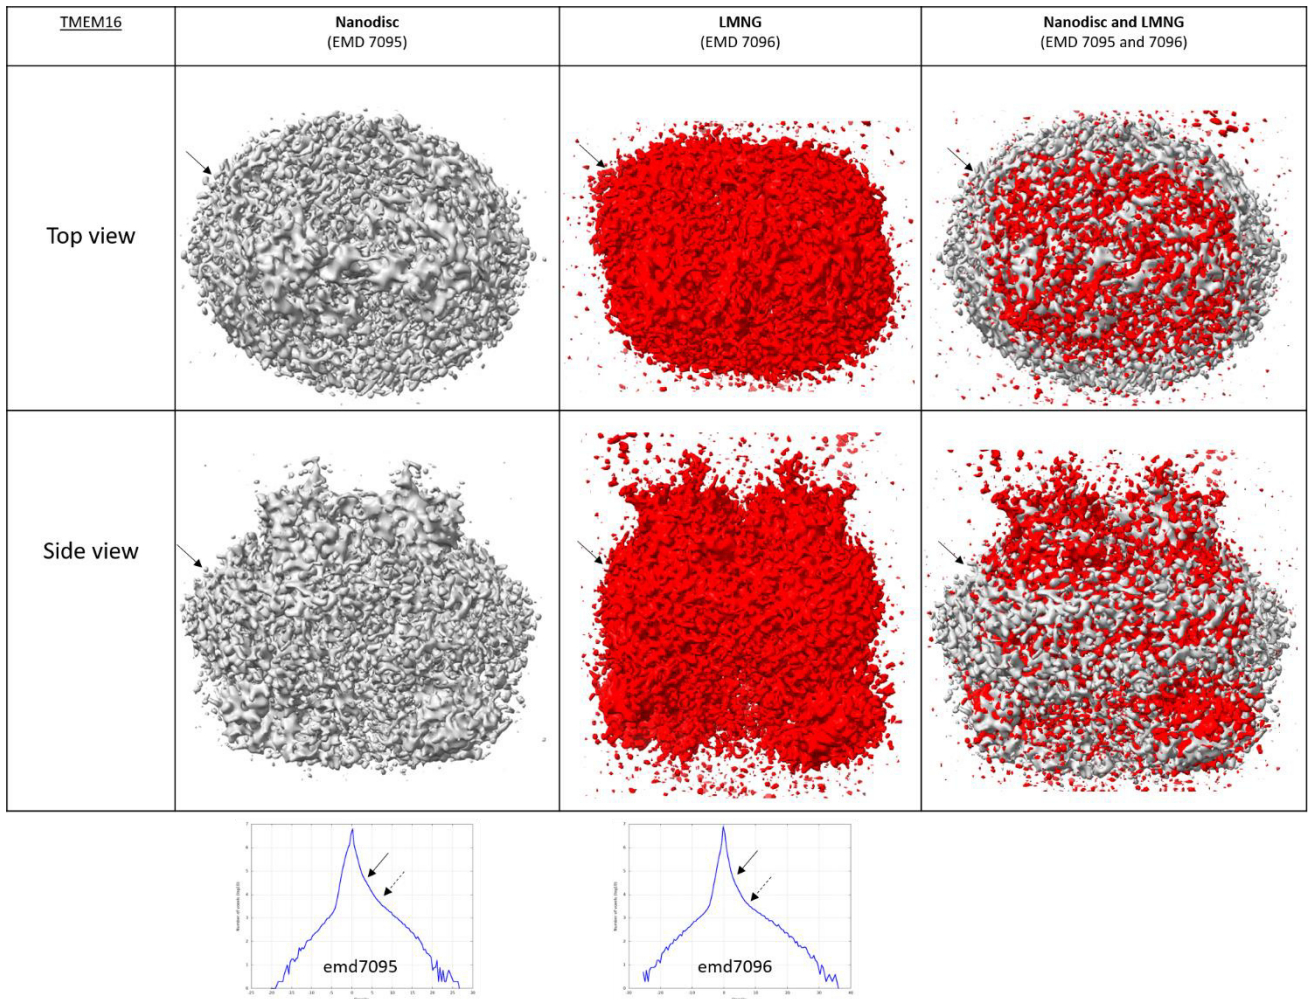 TMEM16
Nanodisc
(EMD 7095)
LMNG
(EMD 7096)
Nanodisc and LMNG
(EMD 7095 and 7096)
Top view
Side view
emd7095
emd7096